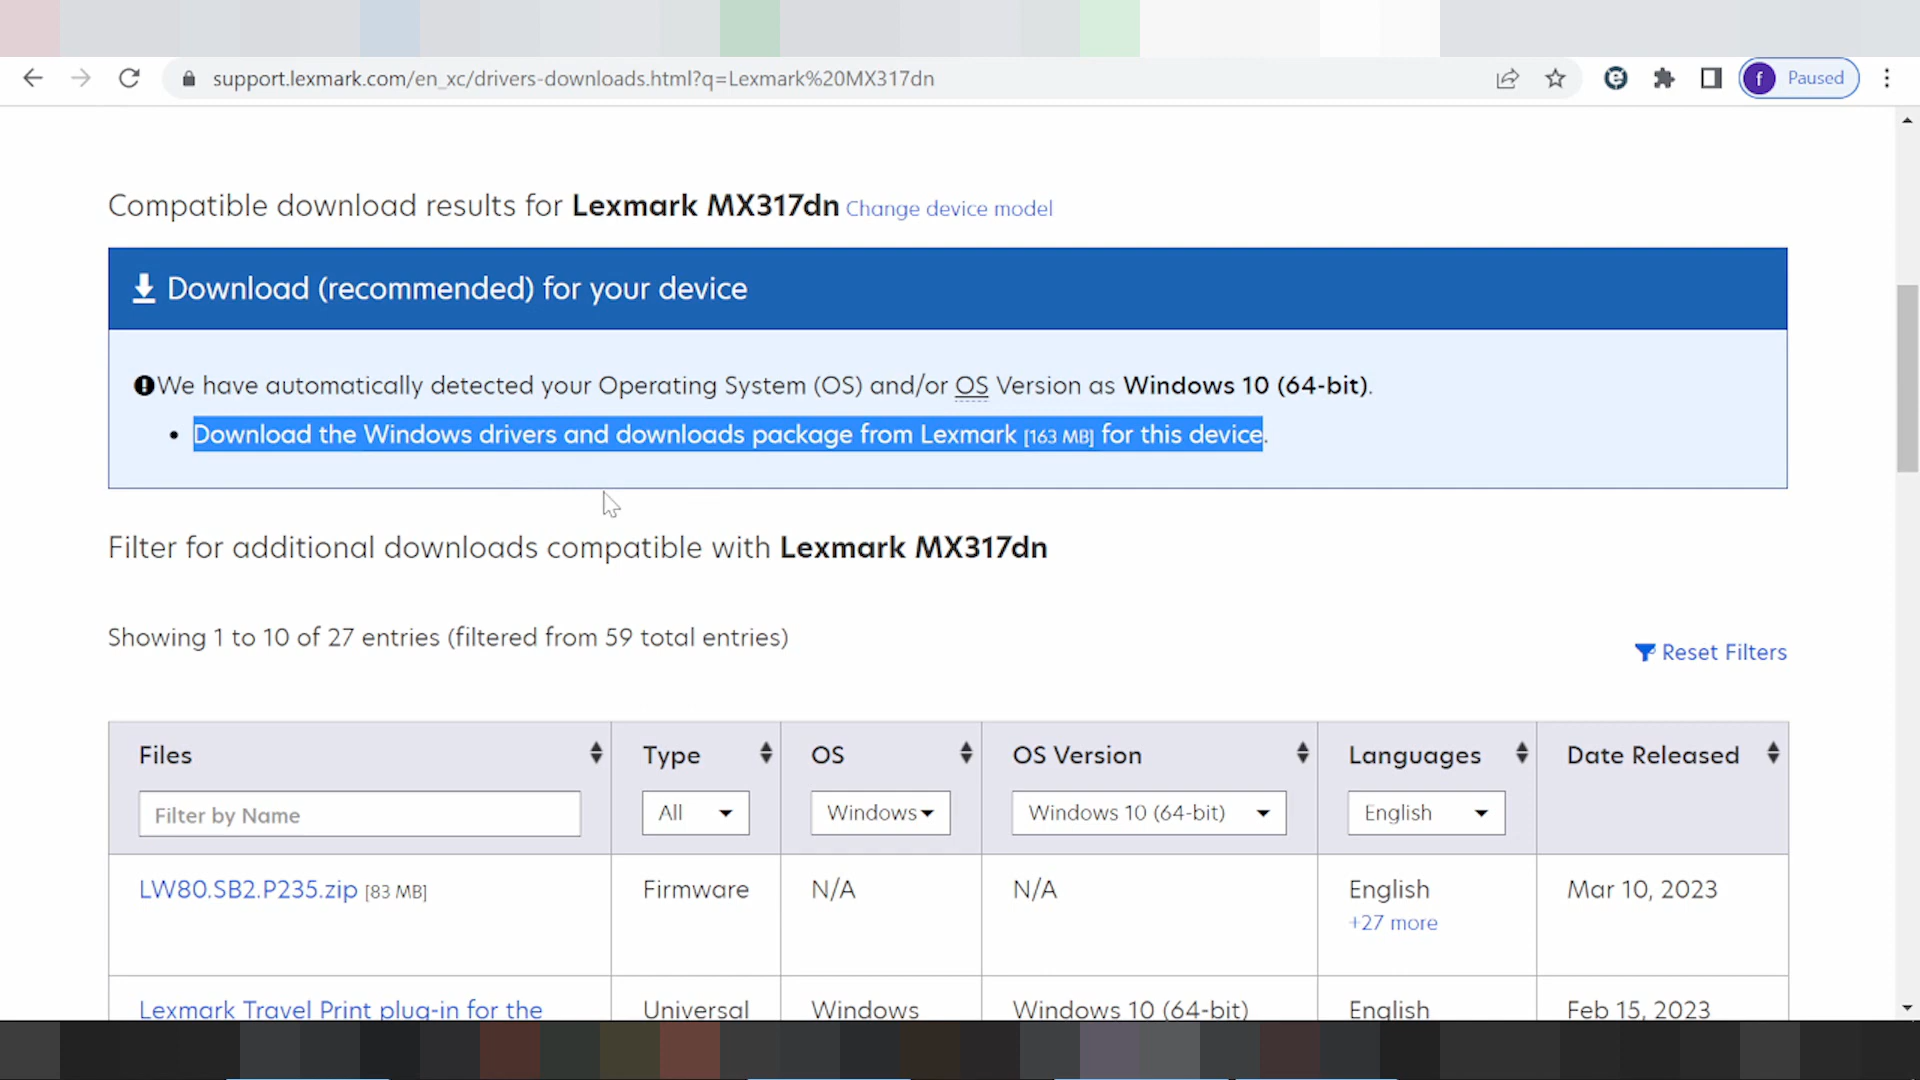 support.lexmark.com/en_xc/drivers-downloads.html?q=Lexmark%20MX317dn
f Paused
Compatible download results for Lexmark MX317dn Change device model
Download (recommended) for your device
We have automatically detected your Operating System (OS) and/or OS Version as Windows 10 (64-bit).
• Download the Windows drivers and downloads package from Lexmark [163 MB] for this device.
Filter for additional downloads compatible with Lexmark MX317dn
Showing 1 to 10 of 27 entries (filtered from 59 total entries)
Reset Filters
Files Type OS OS Version Languages Date Released
Filter by Name All Windows Windows 10 (64-bit) English
LW80.SB2.P235.zip [83 MB] Firmware N/A N/A English Mar 10, 2023
+27 more
Lexmark Travel Print plug-in for the Universal Windows Windows 10 (64-bit) English Feb 15, 2023